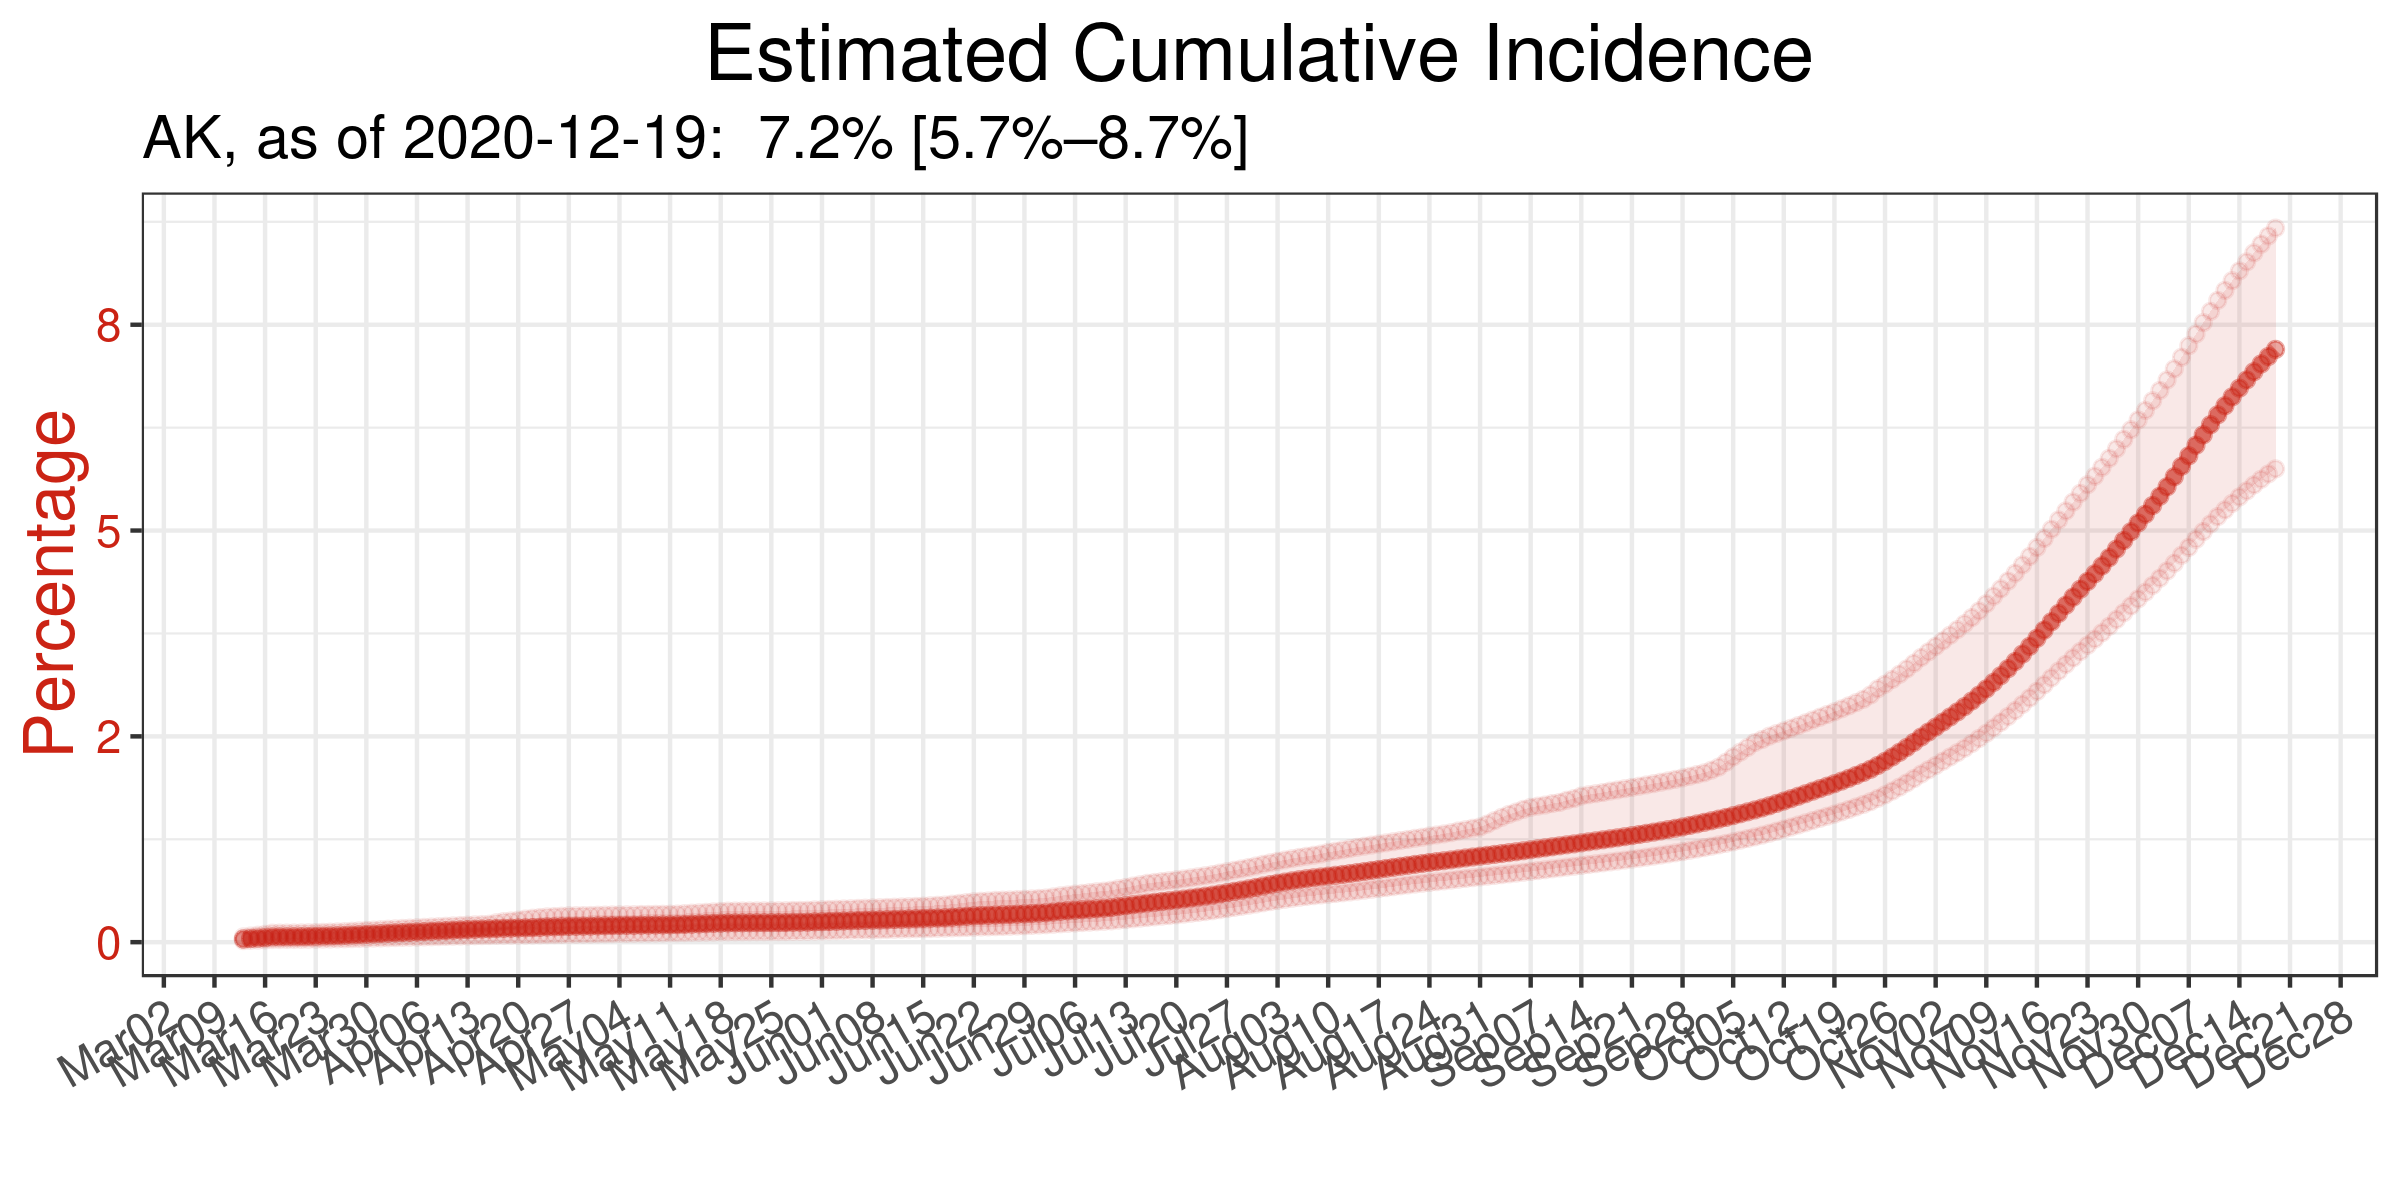 Estimated Cumulative Incidence
AK, as of 2020-12-19: 7.2% [5.7%–8.7%]
Percentage
8
5
2
0
Mar02
Mar09
Mar16
Mar23
Mar30
Apr06
Apr13
Apr20
Apr27
May04
May11
May18
May25
Jun01
Jun08
Jun15
Jun22
Jun29
Jul06
Jul13
Jul20
Jul27
Aug03
Aug10
Aug17
Aug24
Aug31
Sep07
Sep14
Sep21
Sep28
Oct05
Oct12
Oct19
Oct26
Nov02
Nov09
Nov16
Nov23
Nov30
Dec07
Dec14
Dec21
Dec28